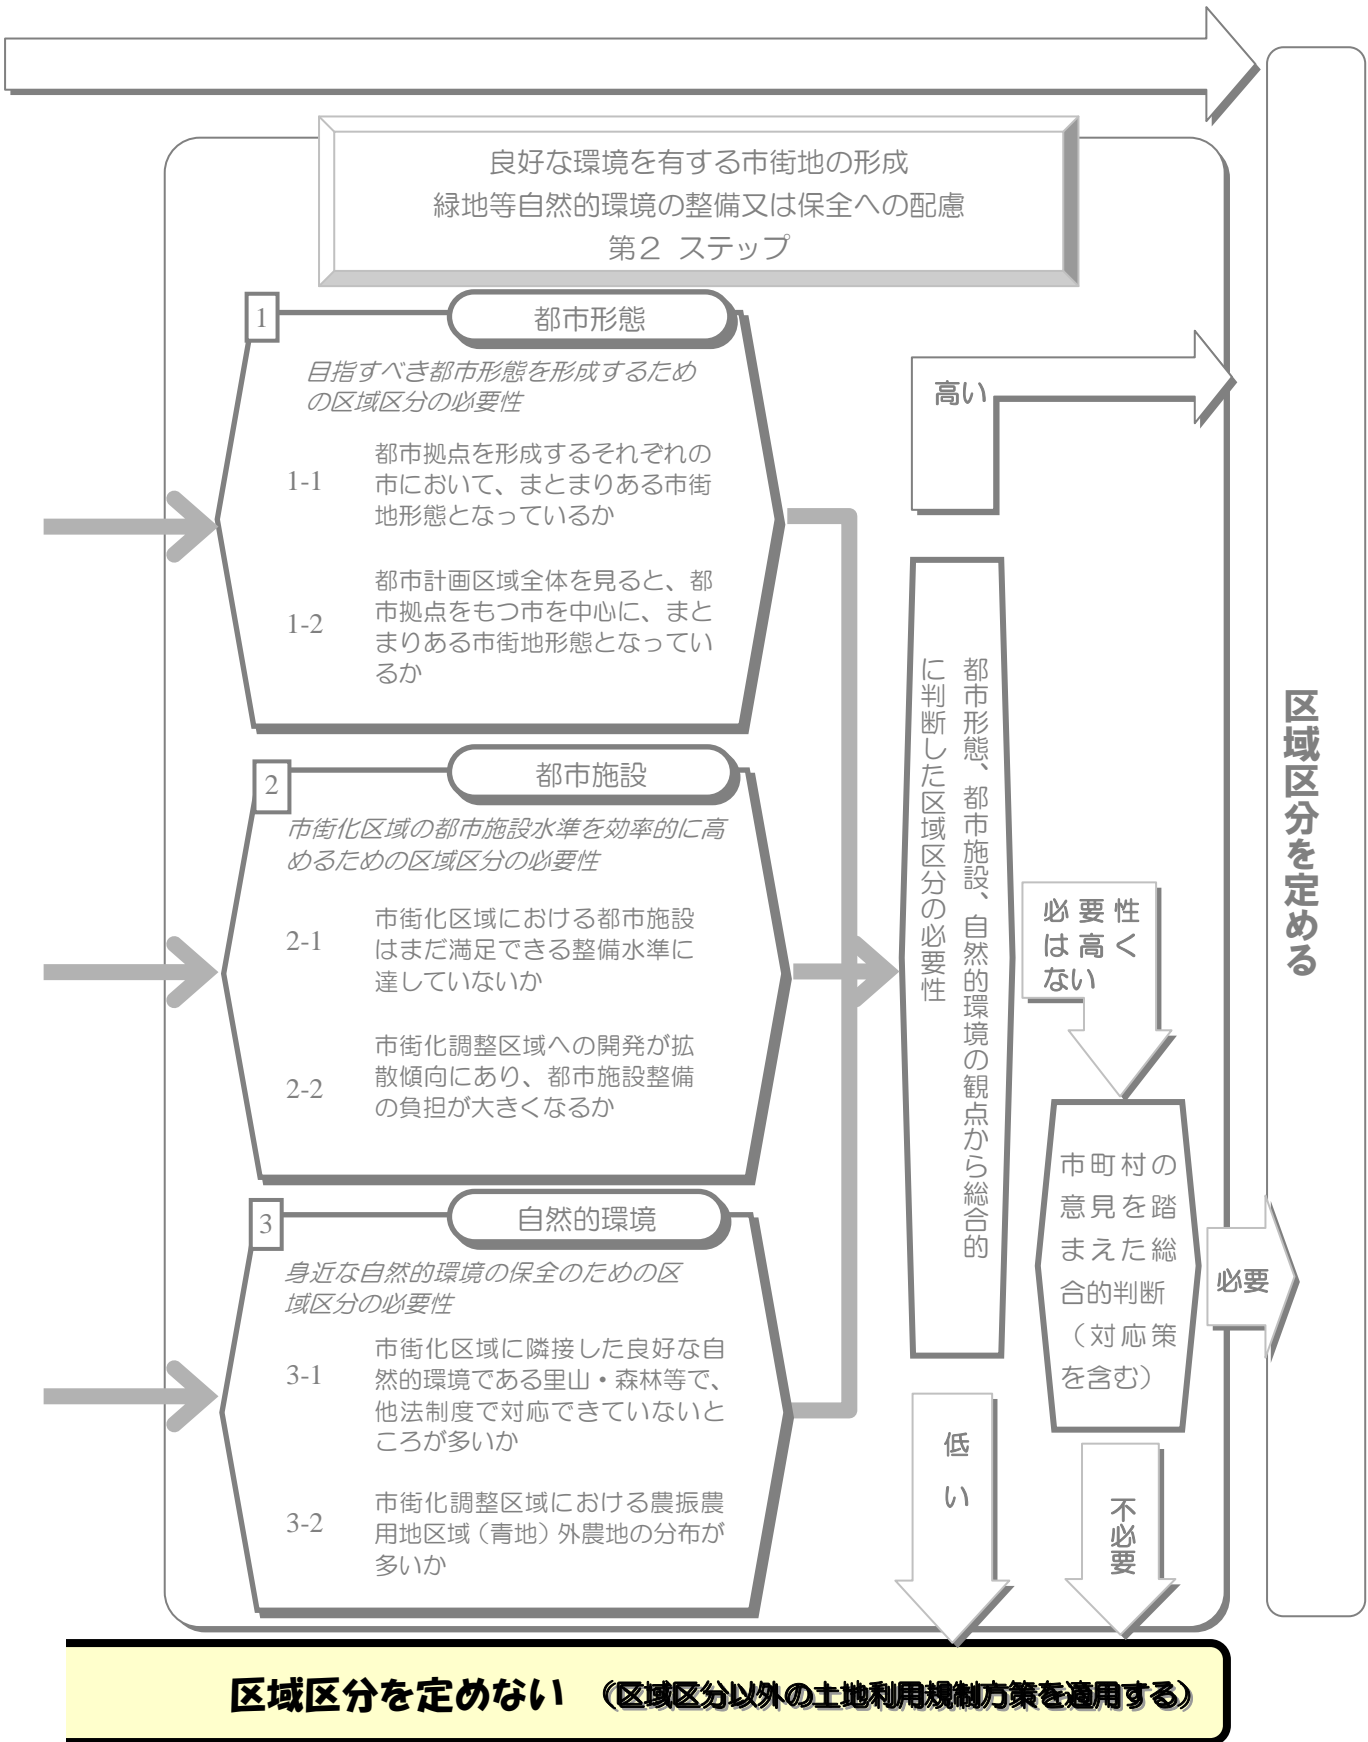 良好な環境を有する市街地の形成
緑地等自然的環境の整備又は保全への配慮
第２ ステップ
1
都市形態
目指すべき都市形態を形成するため
の区域区分の必要性
1-1
都市拠点を形成するそれぞれの
市において、まとまりある市街
地形態となっているか
1-2
都市計画区域全体を見ると、都
市拠点をもつ市を中心に、まと
まりある市街地形態となってい
るか
2
都市施設
市街化区域の都市施設水準を効率的に高
めるための区域区分の必要性
2-1
市街化区域における都市施設
はまだ満足できる整備水準に
達していないか
2-2
市街化調整区域への開発が拡
散傾向にあり、都市施設整備
の負担が大きくなるか
3
自然的環境
身近な自然的環境の保全のための区
域区分の必要性
3-1
市街化区域に隣接した良好な自
然的環境である里山・森林等で、
他法制度で対応できていないと
ころが多いか
3-2
市街化調整区域における農振農
用地区域（青地）外農地の分布が
多いか
高い
都市形態、都市施設、自然的環境の観点から総合的
に判断した区域区分の必要性
必要性
は高く
ない
市町村の
意見を踏
まえた総
合的判断
（対応策
を含む）
必要
低い
不必要
区域区分を定める
区域区分を定めない （区域区分以外の土地利用規制方策を適用する）